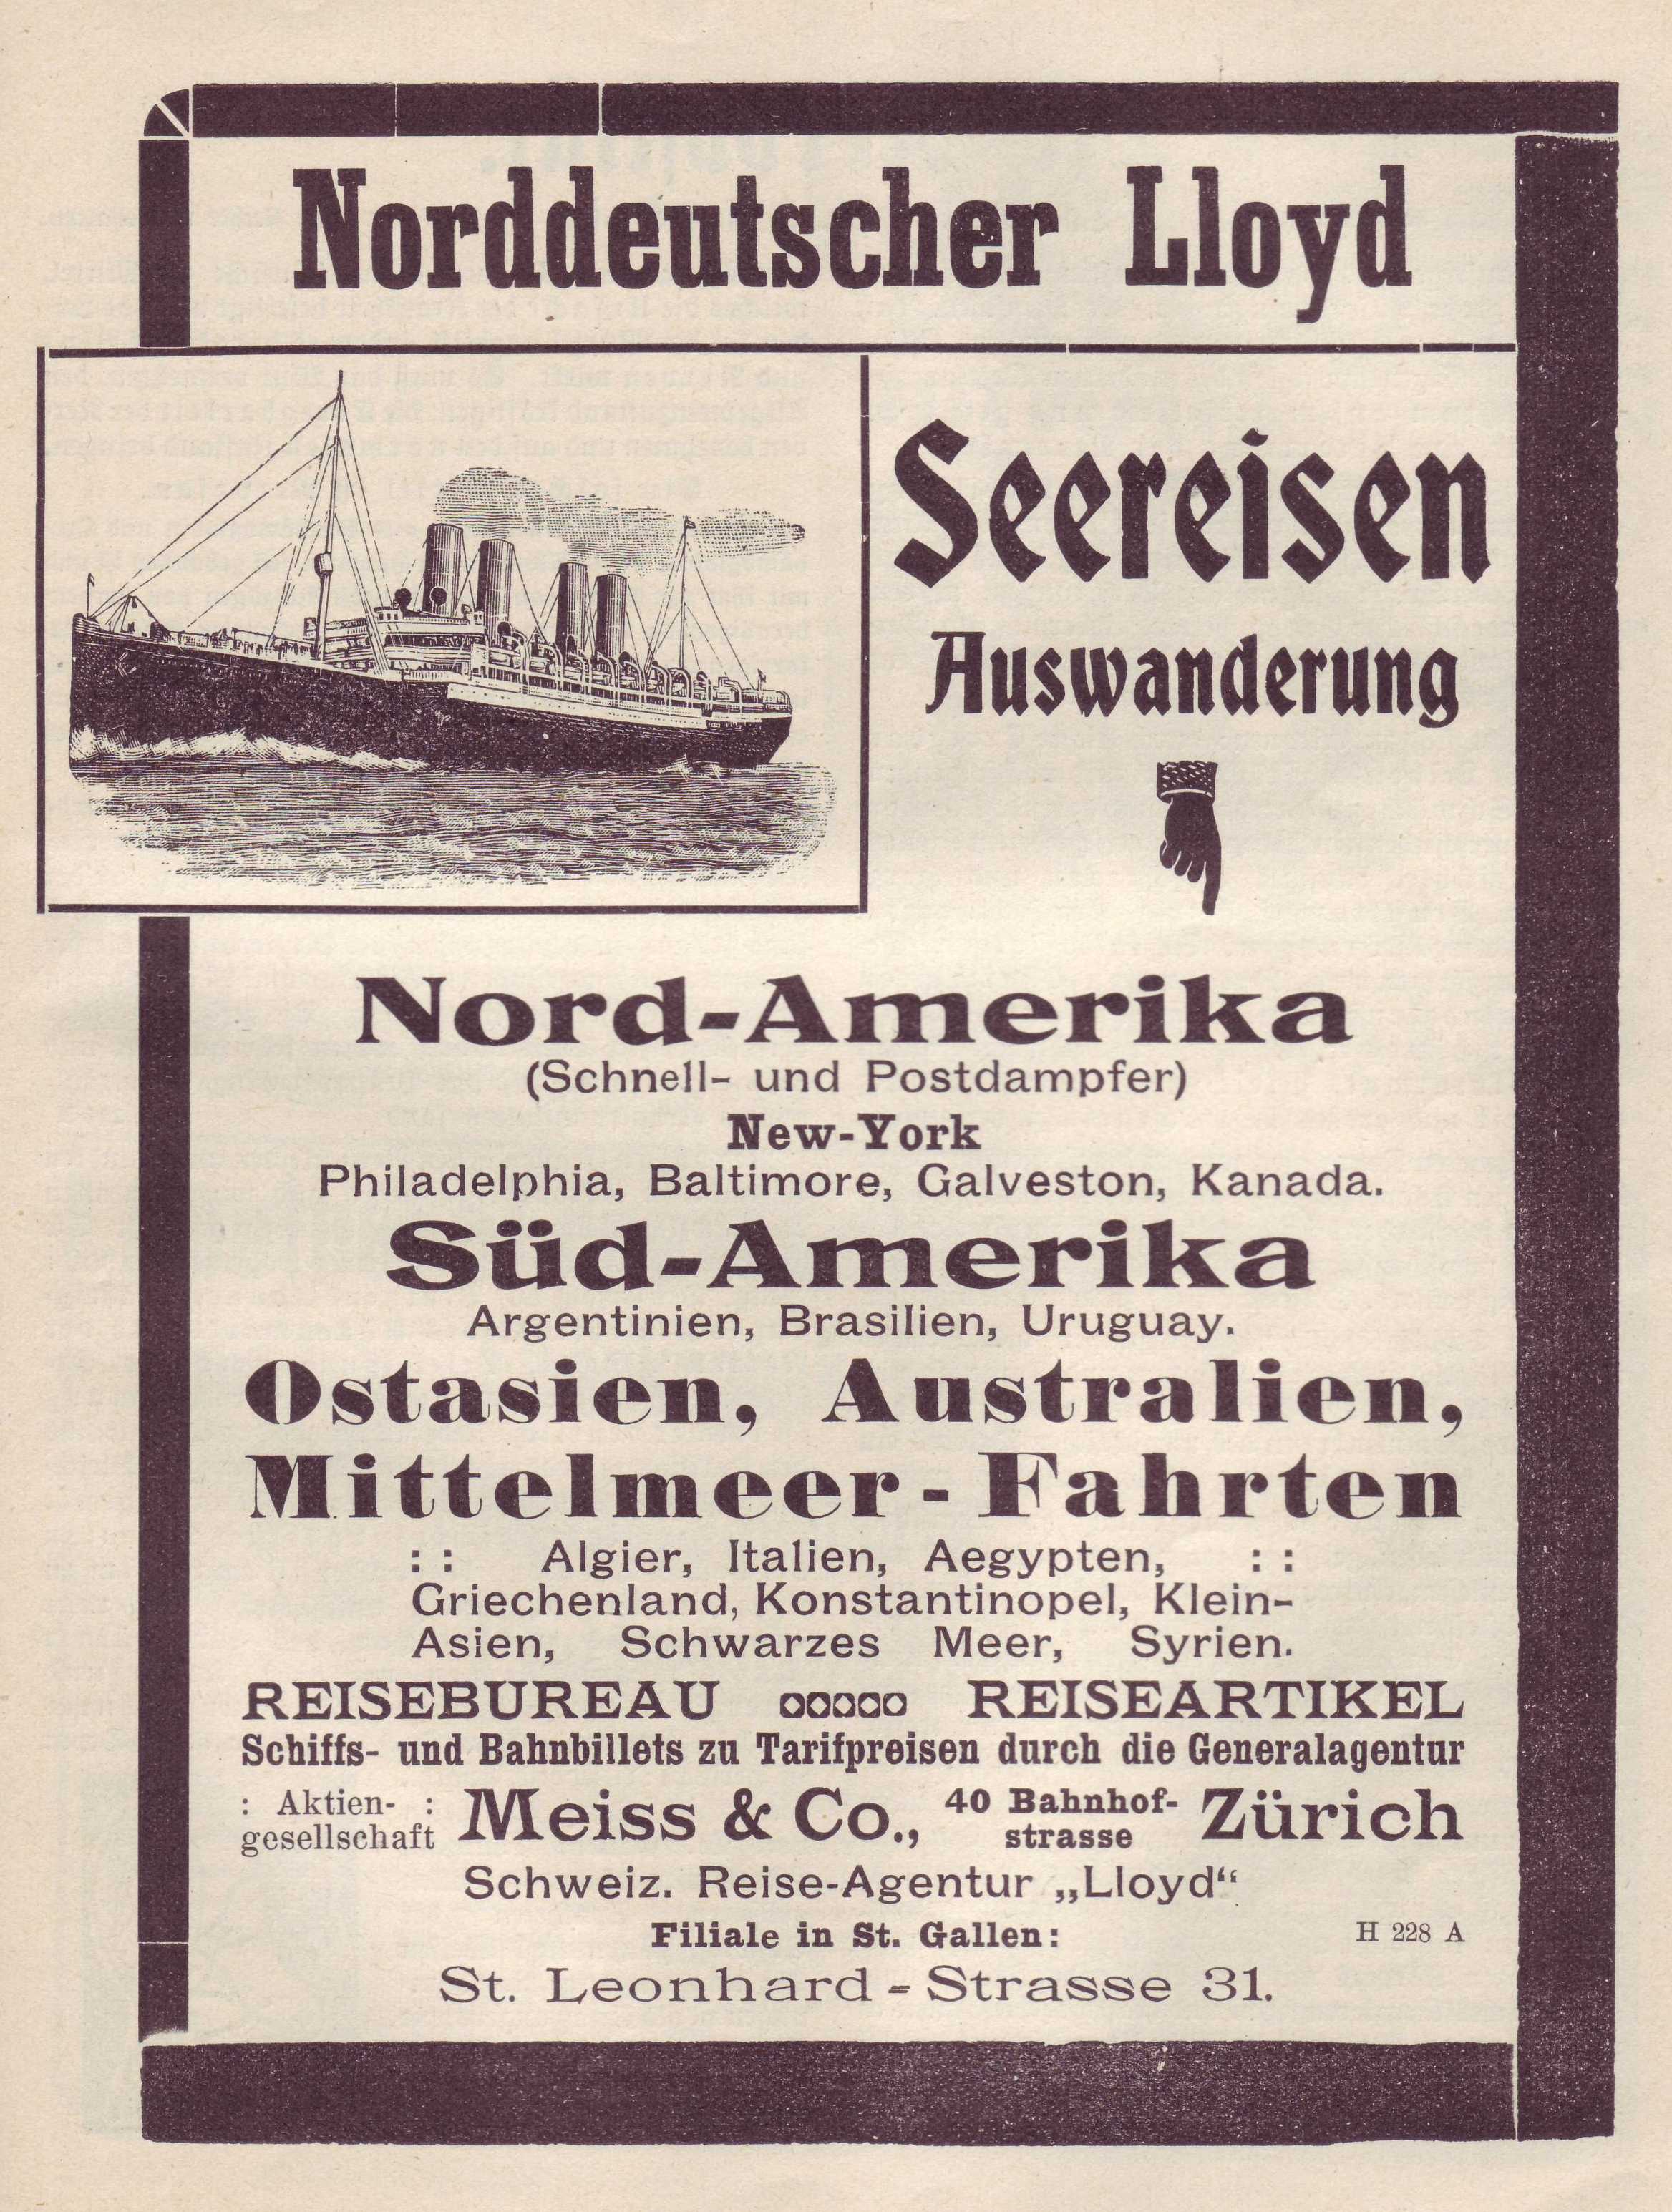 Norddeutscher Lloyd
Seereisen
Auswanderung
Nord-Amerika
(Schnell- und Postdampfer)
New-York
Philadelphia, Baltimore, Galveston, Kanada.
Süd-Amerika
Argentinien, Brasilien, Uruguay.
Ostasien, Australien,
Mittelmeer-Fahrten
: : Algier, Italien, Aegypten, : :
Griechenland, Konstantinopel, Klein-
Asien, Schwarzes Meer, Syrien.
REISEBUREAU ooooo REISEARTIKEL
Schiffs- und Bahnbillets zu Tarifpreisen durch die Generalagentur
: Aktien- :
gesellschaft
Meiss & Co.,
40 Bahnhof-
strasse
Zürich
Schweiz. Reise-Agentur „Lloyd“
Filiale in St. Gallen:
H 228 A
St. Leonhard-Strasse 31.